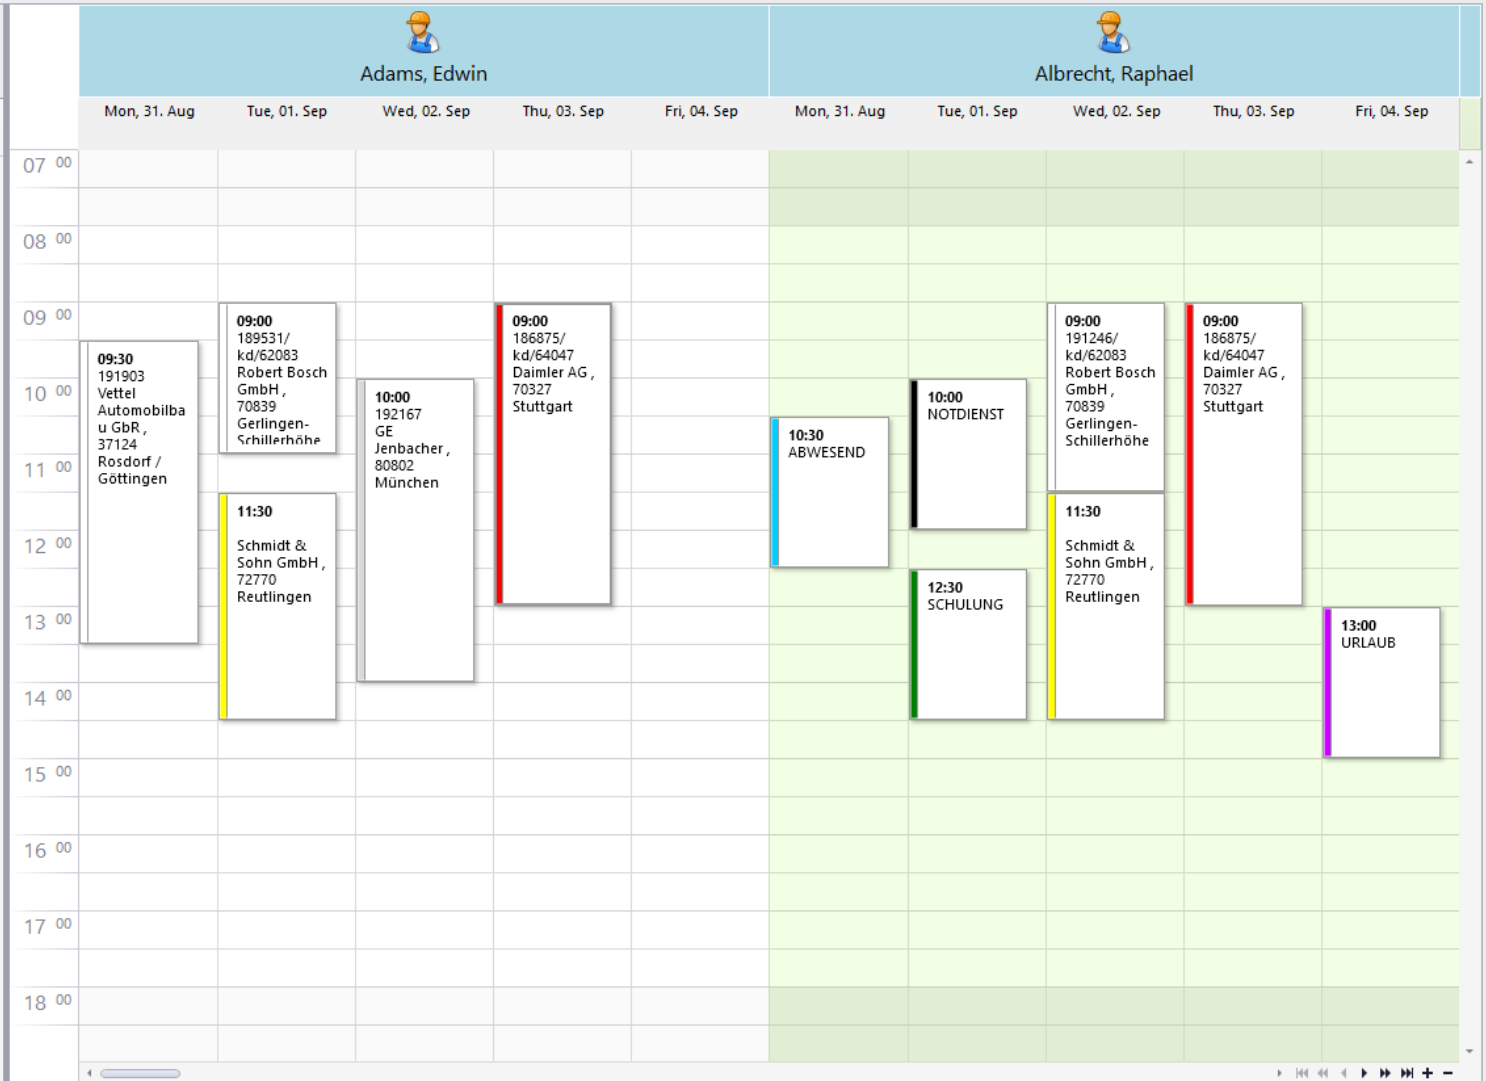 Adams, Edwin
Albrecht, Raphael
Mon, 31. Aug
Tue, 01. Sep
Wed, 02. Sep
Thu, 03. Sep
Fri, 04. Sep
Mon, 31. Aug
Tue, 01. Sep
Wed, 02. Sep
Thu, 03. Sep
Fri, 04. Sep
07 00
08 00
09 00
10 00
11 00
12 00
13 00
14 00
15 00
16 00
17 00
18 00
09:30
191903
Vettel
Automobilba
u GbR ,
37124
Rosdorf /
Göttingen
09:00
189531/
kd/62083
Robert Bosch
GmbH ,
70839
Gerlingen-
Schillerhöhe
11:30
Schmidt &
Sohn GmbH ,
72770
Reutlingen
10:00
192167
GE
Jenbacher ,
80802
München
09:00
186875/
kd/64047
Daimler AG ,
70327
Stuttgart
10:30
ABWESEND
10:00
NOTDIENST
12:30
SCHULUNG
09:00
191246/
kd/62083
Robert Bosch
GmbH ,
70839
Gerlingen-
Schillerhöhe
11:30
Schmidt &
Sohn GmbH ,
72770
Reutlingen
09:00
186875/
kd/64047
Daimler AG ,
70327
Stuttgart
13:00
URLAUB